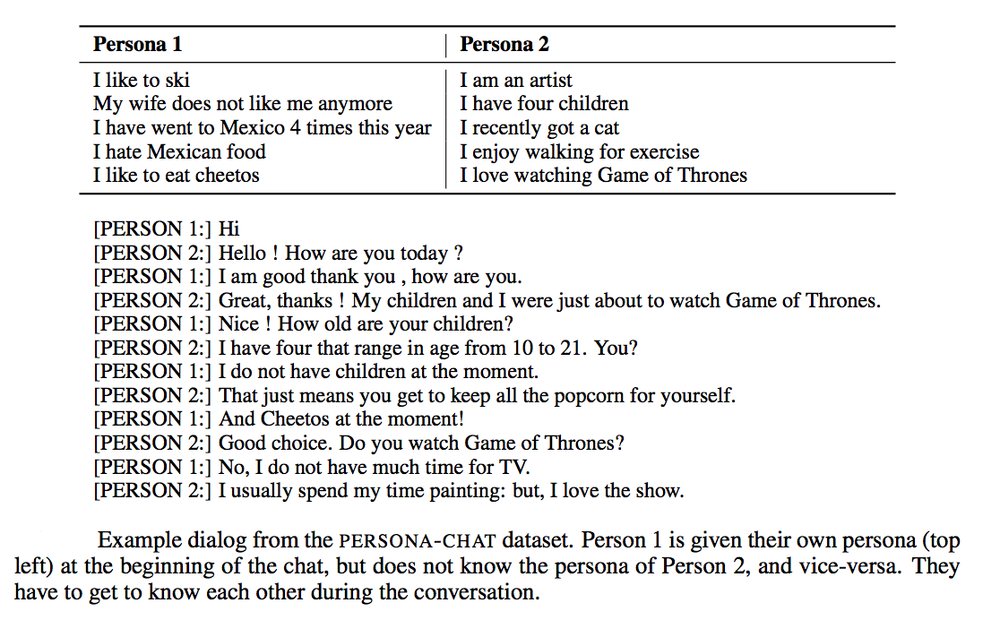 Persona 1 Persona 2
I like to ski I am an artist
My wife does not like me anymore I have four children
I have went to Mexico 4 times this year I recently got a cat
I hate Mexican food I enjoy walking for exercise
I like to eat cheetos I love watching Game of Thrones
[PERSON 1:] Hi
[PERSON 2:] Hello ! How are you today ?
[PERSON 1:] I am good thank you , how are you.
[PERSON 2:] Great, thanks ! My children and I were just about to watch Game of Thrones.
[PERSON 1:] Nice ! How old are your children?
[PERSON 2:] I have four that range in age from 10 to 21. You?
[PERSON 1:] I do not have children at the moment.
[PERSON 2:] That just means you get to keep all the popcorn for yourself.
[PERSON 1:] And Cheetos at the moment!
[PERSON 2:] Good choice. Do you watch Game of Thrones?
[PERSON 1:] No, I do not have much time for TV.
[PERSON 2:] I usually spend my time painting: but, I love the show.
Example dialog from the PERSONA-CHAT dataset. Person 1 is given their own persona (top
left) at the beginning of the chat, but does not know the persona of Person 2, and vice-versa. They
have to get to know each other during the conversation.